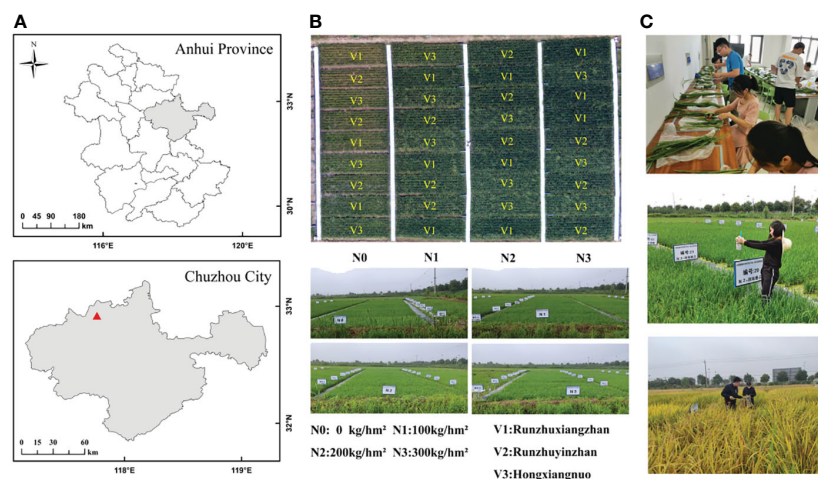 A
Anhui Province
N
33°N
30°N
0 45 90 180
km
116°E
120°E
Chuzhou City
33°N
32°N
0 15 30 60
km
118°E
119°E
B
V1 V3 V2 V1
V2 V1 V1 V3
V3 V3 V2 V1
V2 V2 V3 V2
V1 V3 V1 V2
V3 V1 V1 V3
V2 V2 V3 V2
V1 V1 V3 V3
V3 V2 V2 V1
N0 N1 N2 N3
N0: 0 kg/hm² N1:100kg/hm²
N2:200kg/hm² N3:300kg/hm²
V1:Runzhuxiangzhan
V2:Runzhuyinzhan
V3:Hongxiangnuo
C
编号:29